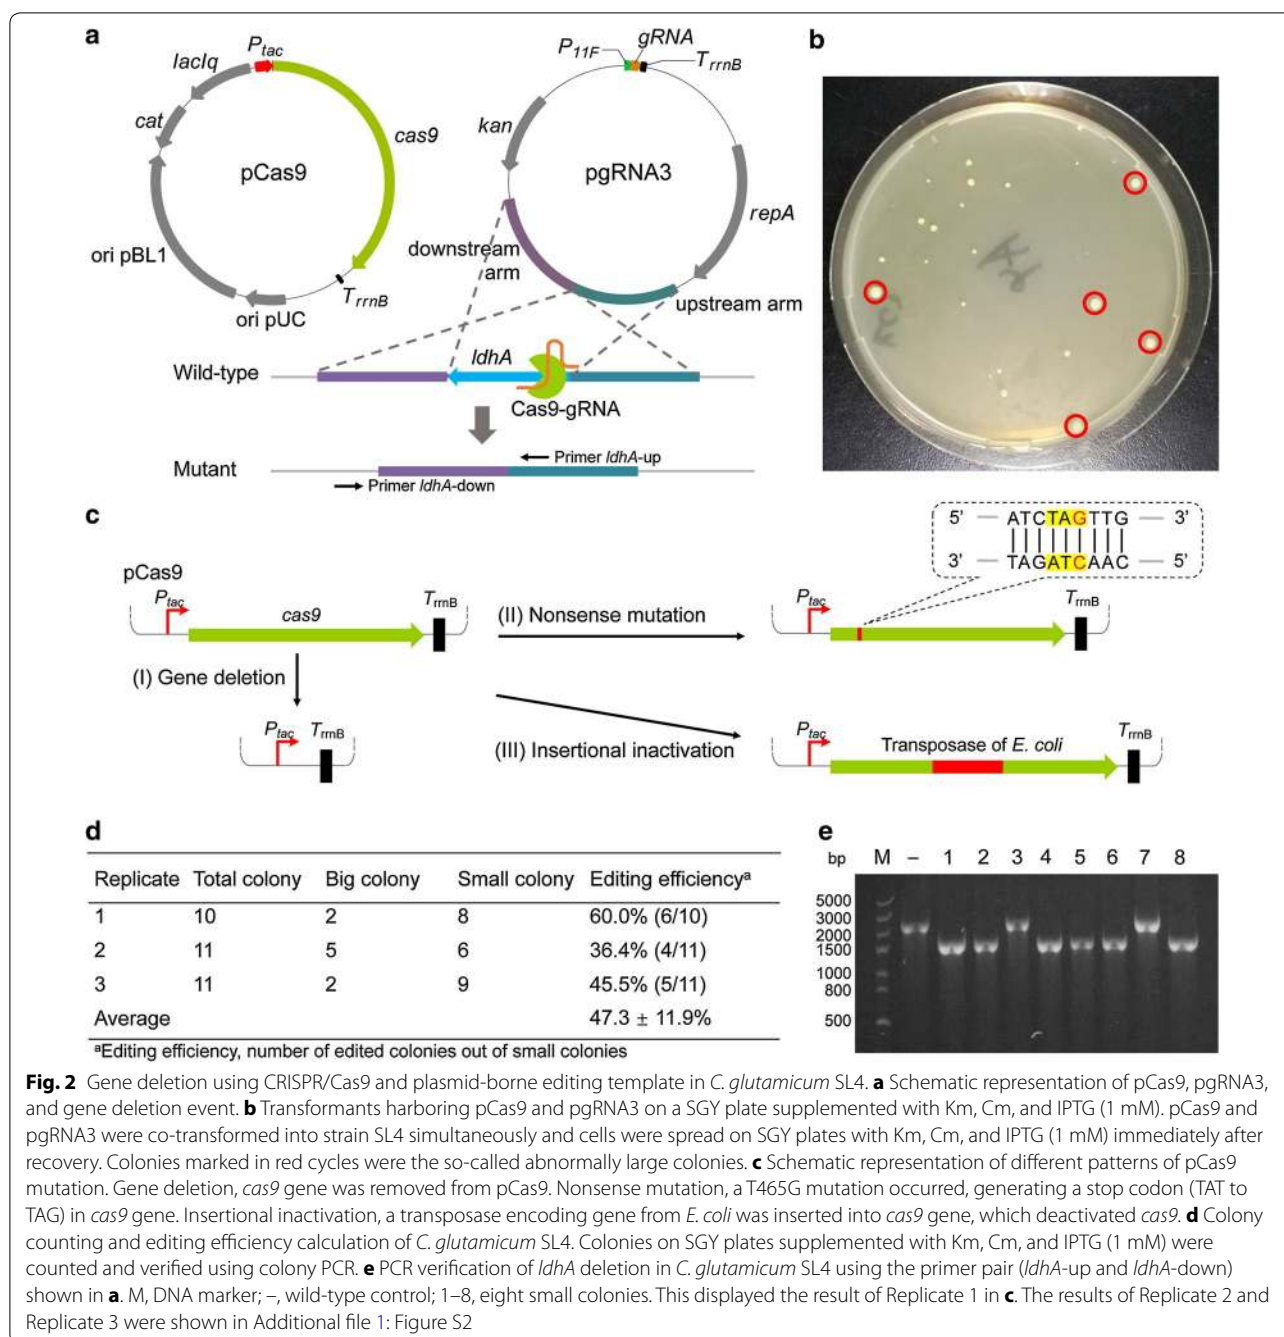 a
P_tac
lacIq
cat
cas9
pCas9
ori pBL1
ori pUC
T_rrnB
P_11F
gRNA
T_rrnB
kan
pgRNA3
repA
downstream
arm
upstream arm
Wild-type
ldhA
Cas9-gRNA
Mutant
Primer ldhA-up
Primer ldhA-down
b
c
5' — ATCTAGTTG — 3'
3' — TAGATCAAC — 5'
pCas9
P_tac
cas9
T_rrnB
(I) Gene deletion
P_tac
T_rrnB
(II) Nonsense mutation
P_tac
T_rrnB
(III) Insertional inactivation
P_tac
Transposase of E. coli
T_rrnB
d
Replicate Total colony Big colony Small colony Editing efficiencyᵃ
1 10 2 8 60.0% (6/10)
2 11 5 6 36.4% (4/11)
3 11 2 9 45.5% (5/11)
Average 47.3 ± 11.9%
ᵃEditing efficiency, number of edited colonies out of small colonies
e
bp M – 1 2 3 4 5 6 7 8
5000
3000
2000
1500
1000
800
500
Fig. 2 Gene deletion using CRISPR/Cas9 and plasmid-borne editing template in C. glutamicum SL4. a Schematic representation of pCas9, pgRNA3,
and gene deletion event. b Transformants harboring pCas9 and pgRNA3 on a SGY plate supplemented with Km, Cm, and IPTG (1 mM). pCas9 and
pgRNA3 were co-transformed into strain SL4 simultaneously and cells were spread on SGY plates with Km, Cm, and IPTG (1 mM) immediately after
recovery. Colonies marked in red cycles were the so-called abnormally large colonies. c Schematic representation of different patterns of pCas9
mutation. Gene deletion, cas9 gene was removed from pCas9. Nonsense mutation, a T465G mutation occurred, generating a stop codon (TAT to
TAG) in cas9 gene. Insertional inactivation, a transposase encoding gene from E. coli was inserted into cas9 gene, which deactivated cas9. d Colony
counting and editing efficiency calculation of C. glutamicum SL4. Colonies on SGY plates supplemented with Km, Cm, and IPTG (1 mM) were
counted and verified using colony PCR. e PCR verification of ldhA deletion in C. glutamicum SL4 using the primer pair (ldhA-up and ldhA-down)
shown in a. M, DNA marker; –, wild-type control; 1–8, eight small colonies. This displayed the result of Replicate 1 in c. The results of Replicate 2 and
Replicate 3 were shown in Additional file 1: Figure S2